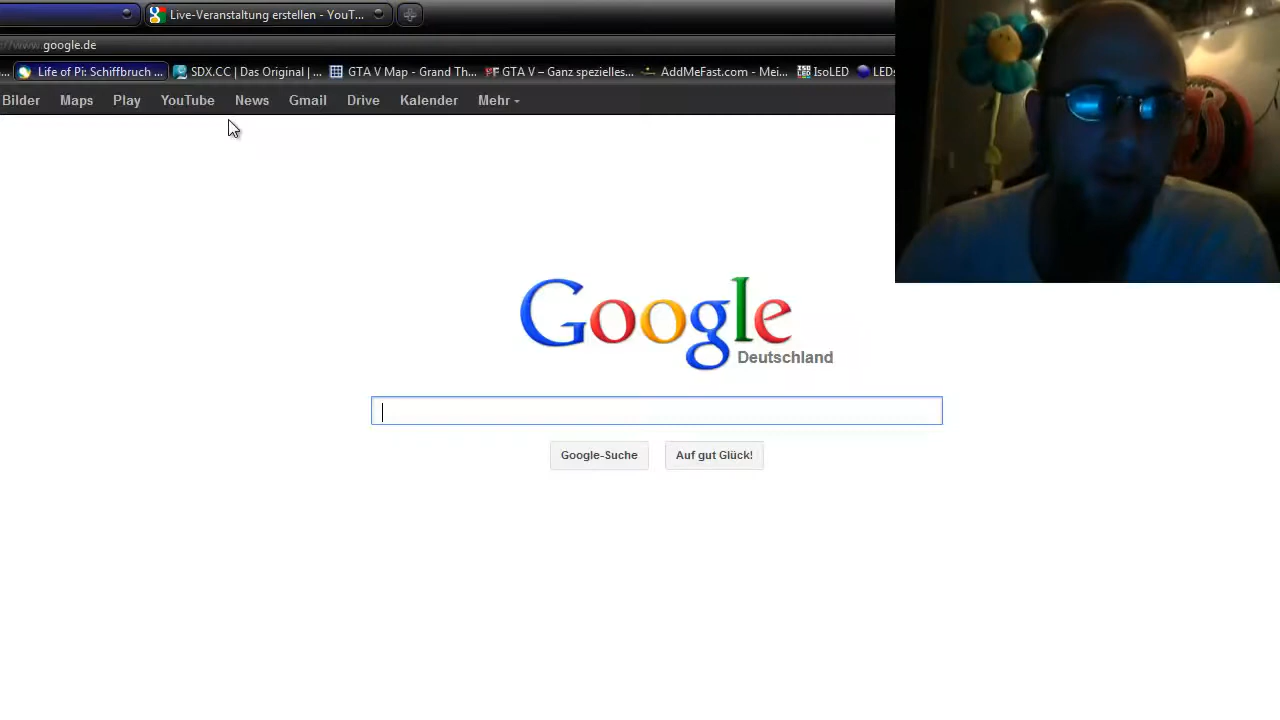 Live-Veranstaltung erstellen - YouT...
://www.google.de
... Life of Pi: Schiffbruch ... SDX.CC | Das Original | ... GTA V Map - Grand Th... GTA V – Ganz spezielles... AddMeFast.com - Mei... IsoLED LEDs
Bilder Maps Play YouTube News Gmail Drive Kalender Mehr
Google
Deutschland
Google-Suche Auf gut Glück!